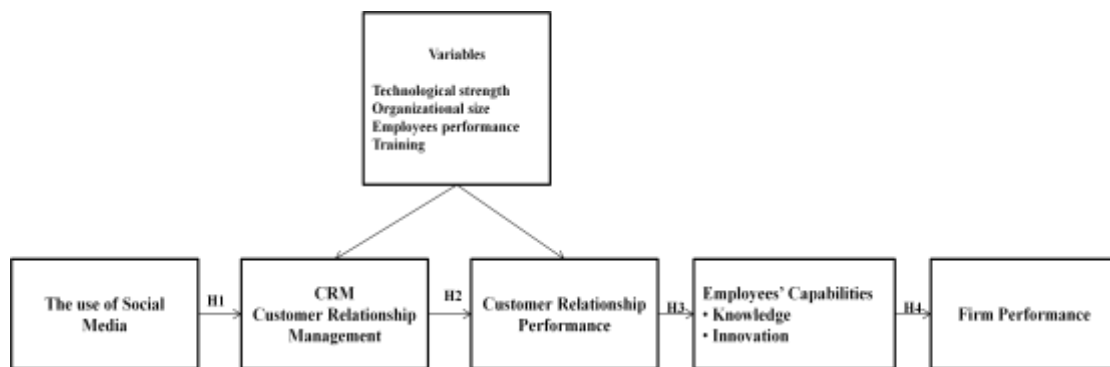 Variables
Technological strength
Organizational size
Employees performance
Training
The use of Social
Media
H1
CRM
Customer Relationship
Management
H2
Customer Relationship
Performance
H3
Employees’ Capabilities
• Knowledge
• Innovation
H4
Firm Performance